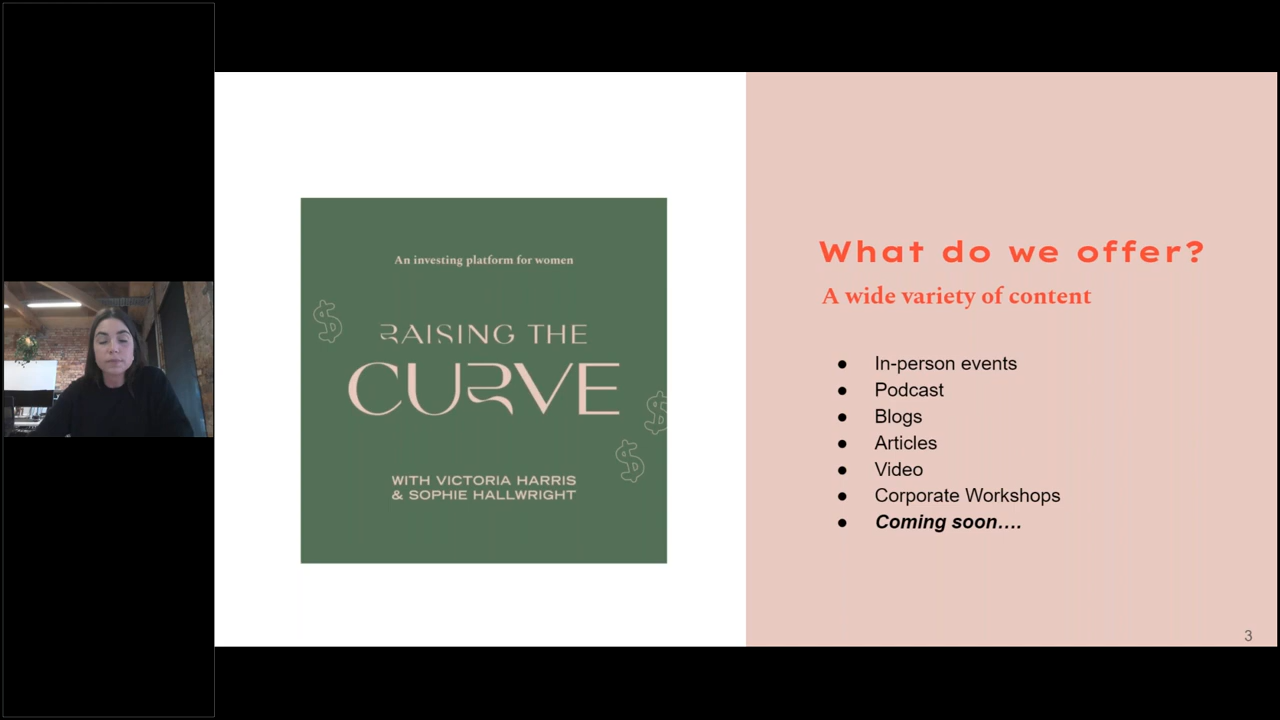 An investing platform for women
RAISING THE
CURVE
WITH VICTORIA HARRIS
& SOPHIE HALLWRIGHT
What do we offer?
A wide variety of content
● In-person events
● Podcast
● Blogs
● Articles
● Video
● Corporate Workshops
● Coming soon....
3